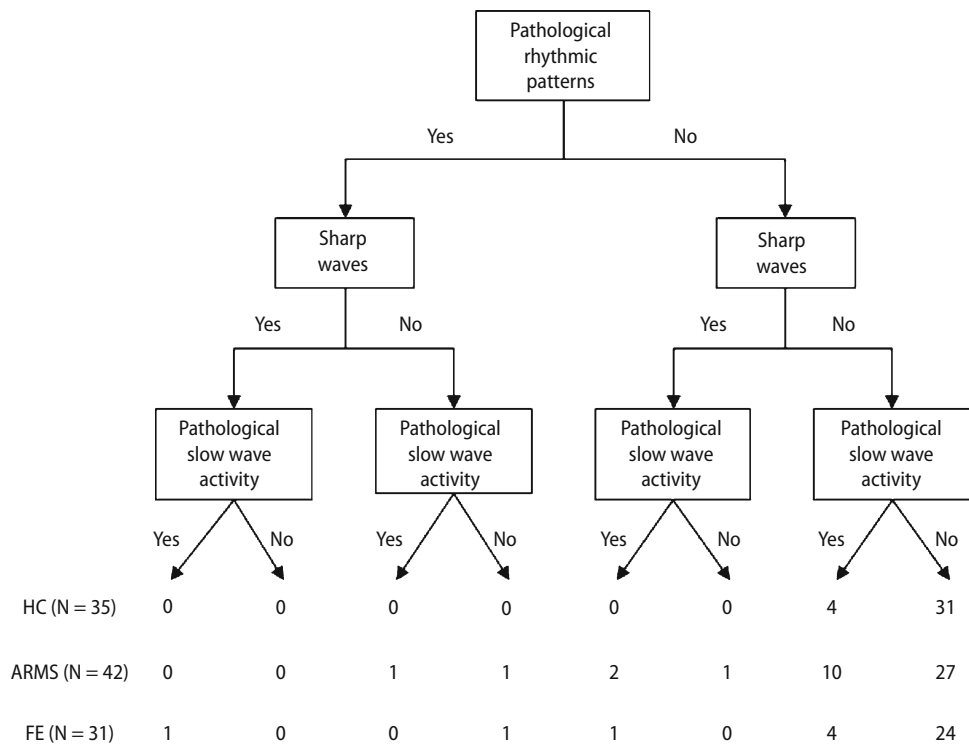 Pathological
rhythmic
patterns
Yes No
Sharp
waves
Sharp
waves
Yes No Yes No
Pathological
slow wave
activity
Pathological
slow wave
activity
Pathological
slow wave
activity
Pathological
slow wave
activity
Yes No Yes No Yes No Yes No
HC (N = 35) 0 0 0 0 0 0 4 31
ARMS (N = 42) 0 0 1 1 2 1 10 27
FE (N = 31) 1 0 0 1 1 0 4 24